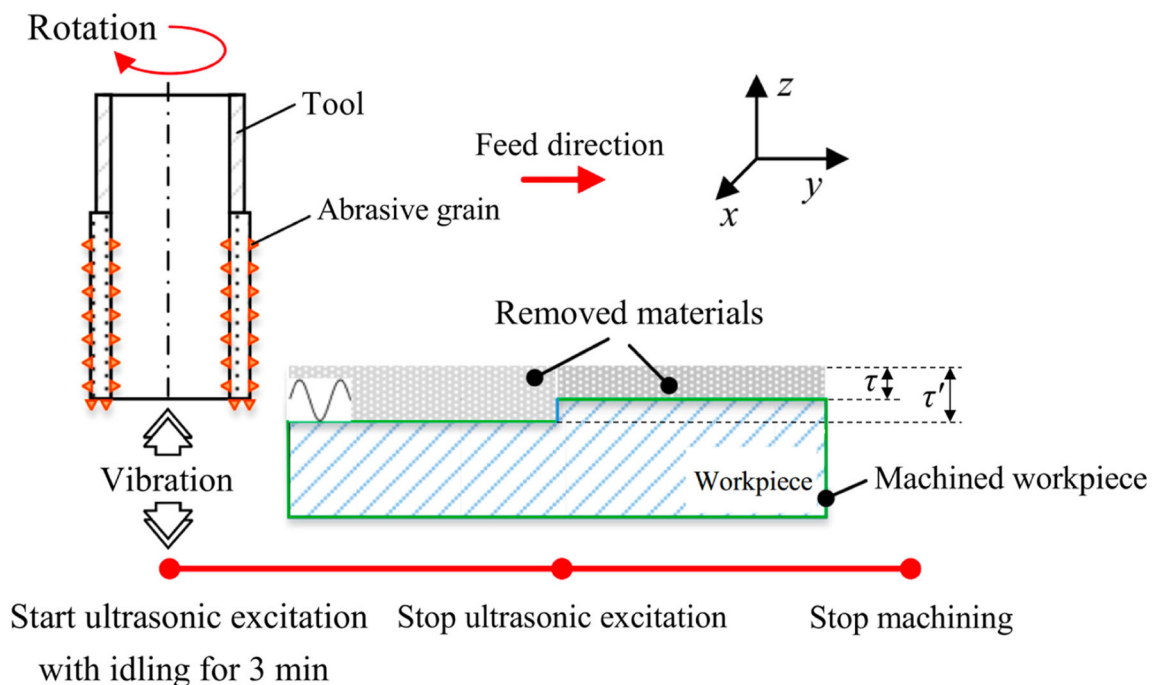 Rotation
Tool
z
Feed direction
y
x
Abrasive grain
Removed materials
τ
τ′
Vibration
Workpiece
Machined workpiece
Start ultrasonic excitation
with idling for 3 min
Stop ultrasonic excitation
Stop machining